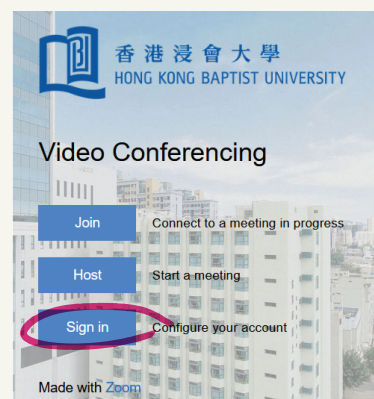 香港浸會大學
HONG KONG BAPTIST UNIVERSITY
Video Conferencing
Join Connect to a meeting in progress
Host Start a meeting
Sign in Configure your account
Made with Zoom